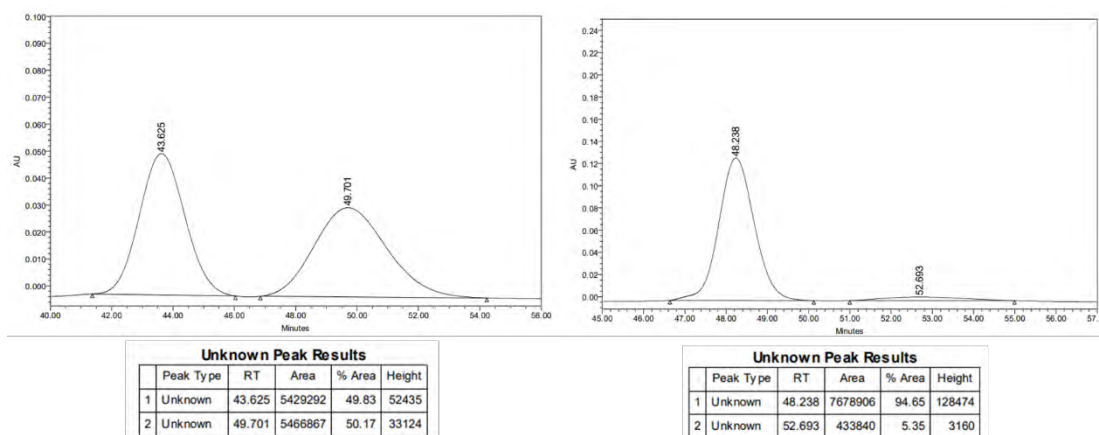 0.100
0.090
0.080
0.070
0.060
0.050
0.040
0.030
0.020
0.010
0.000
AU
43.625
49.701
40.00 42.00 44.00 46.00 48.00 50.00 52.00 54.00 56.00
Minutes
Unknown Peak Results
Peak Type RT Area % Area Height
1 Unknown 43.625 5429292 49.83 52435
2 Unknown 49.701 5466867 50.17 33124
0.24
0.22
0.20
0.18
0.16
0.14
0.12
0.10
0.08
0.06
0.04
0.02
0.00
AU
48.238
52.693
45.00 46.00 47.00 48.00 49.00 50.00 51.00 52.00 53.00 54.00 55.00 56.00 57.
Minutes
Unknown Peak Results
Peak Type RT Area % Area Height
1 Unknown 48.238 7678906 94.65 128474
2 Unknown 52.693 433840 5.35 3160